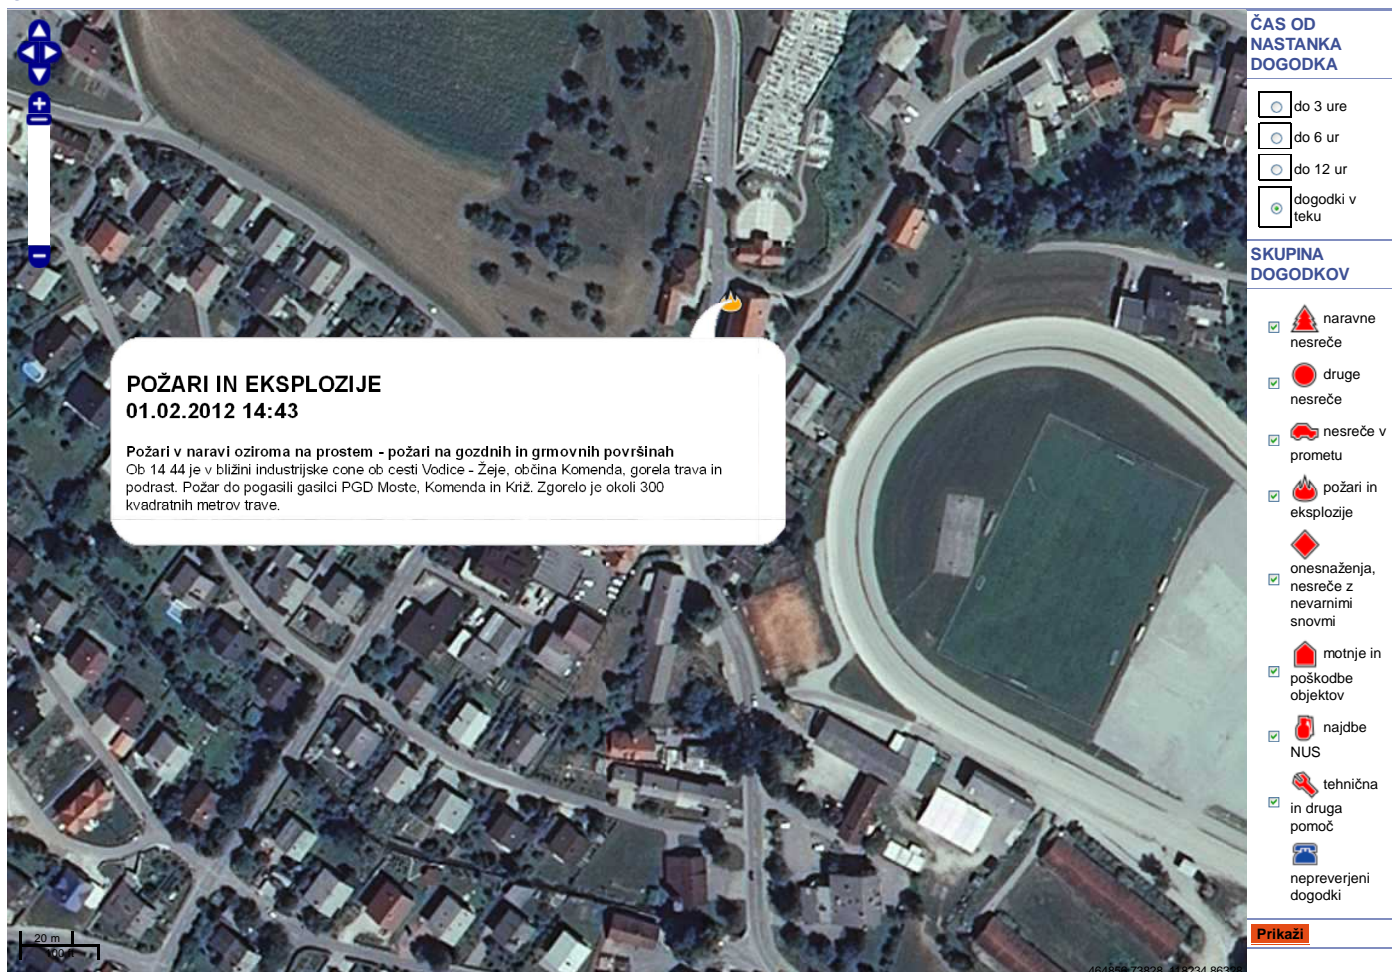 POŽARI IN EKSPLOZIJE
01.02.2012 14:43
Požari v naravi oziroma na prostem - požari na gozdnih in grmovnih površinah
Ob 14 44 je v bližini industrijske cone ob cesti Vodice - Žeje, občina Komenda, gorela trava in
podrast. Požar do pogasili gasilci PGD Moste, Komenda in Križ. Zgorelo je okoli 300
kvadratnih metrov trave.
20 m
100 ft
ČAS OD
NASTANKA
DOGODKA
do 3 ure
do 6 ur
do 12 ur
dogodki v
teku
SKUPINA
DOGODKOV
naravne
nesreče
druge
nesreče
nesreče v
prometu
požari in
eksplozije
onesnaženja,
nesreče z
nevarnimi
snovmi
motnje in
poškodbe
objektov
najdbe
NUS
tehnična
in druga
pomoč
nepreverjeni
dogodki
Prikaži